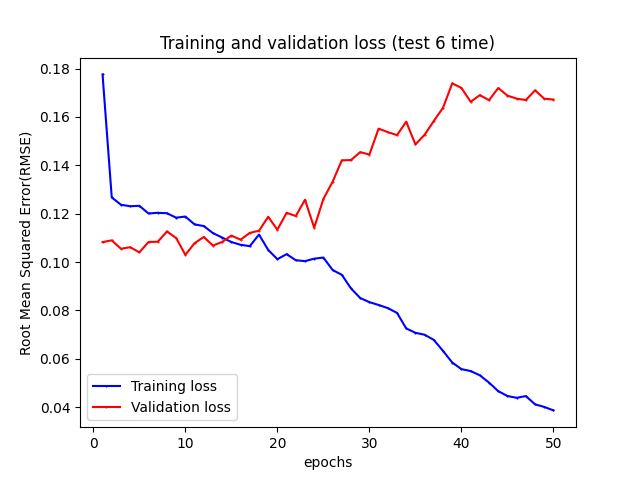 Training and validation loss (test 6 time)
Root Mean Squared Error(RMSE)
0.18
0.16
0.14
0.12
0.10
0.08
0.06
0.04
Training loss
Validation loss
0 10 20 30 40 50
epochs